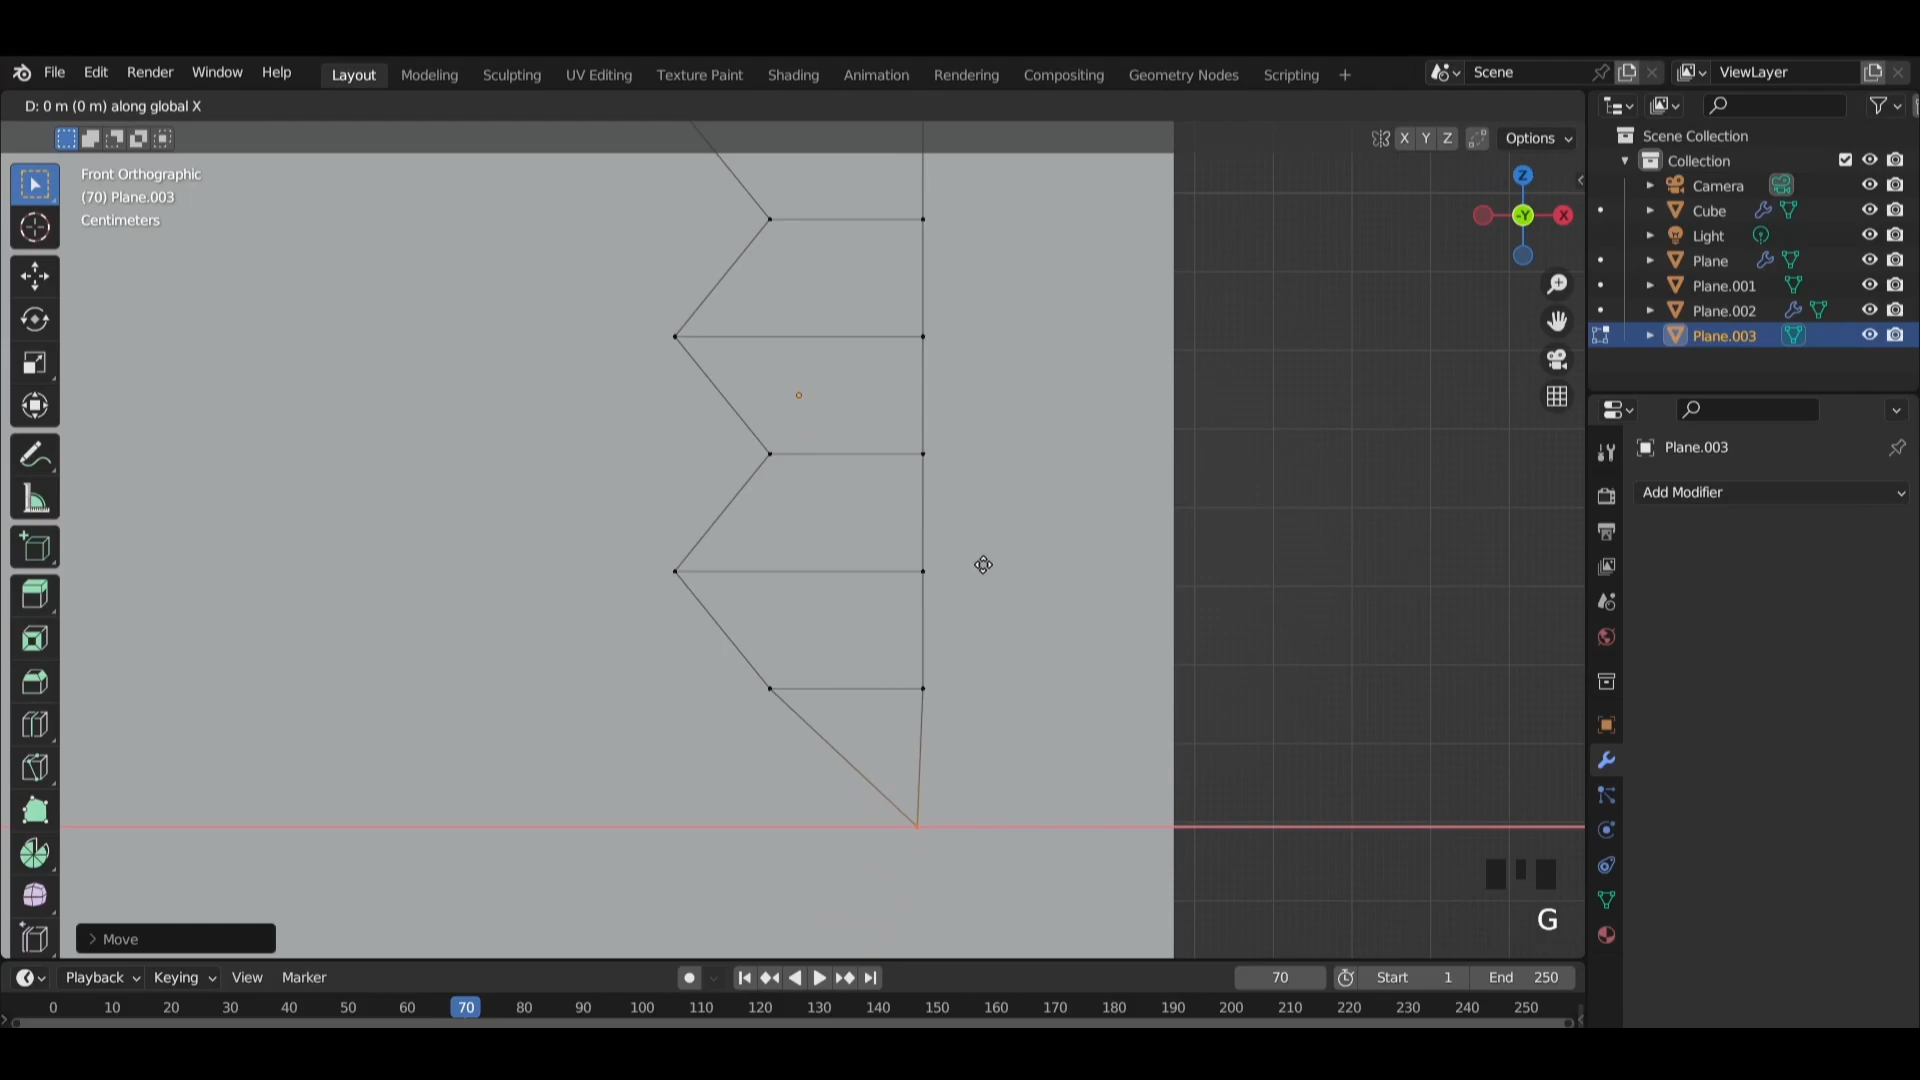 File Edit Render Window Help Layout Modeling Sculpting UV Editing Texture Paint Shading Animation Rendering Compositing Geometry Nodes Scripting + Scene ViewLayer
D: 0 m (0 m) along global X
X Y Z Options
Front Orthographic
(70) Plane.003
Centimeters
Z
-Y X
Scene Collection
Collection
Camera
Cube
Light
Plane
Plane.001
Plane.002
Plane.003
Plane.003
Add Modifier
G
Move
Playback Keying View Marker 70 Start 1 End 250
0 10 20 30 40 50 60 70 80 90 100 110 120 130 140 150 160 170 180 190 200 210 220 230 240 250